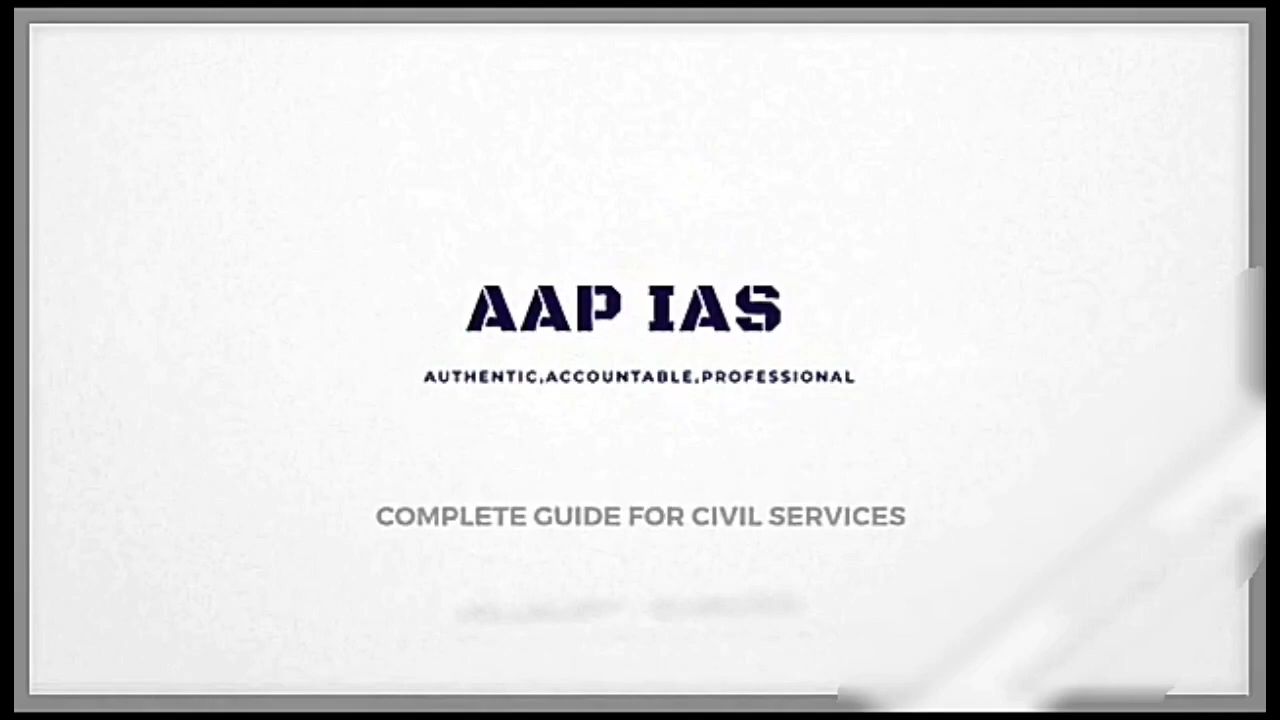 AAP IAS
AUTHENTIC,ACCOUNTABLE,PROFESSIONAL
COMPLETE GUIDE FOR CIVIL SERVICES